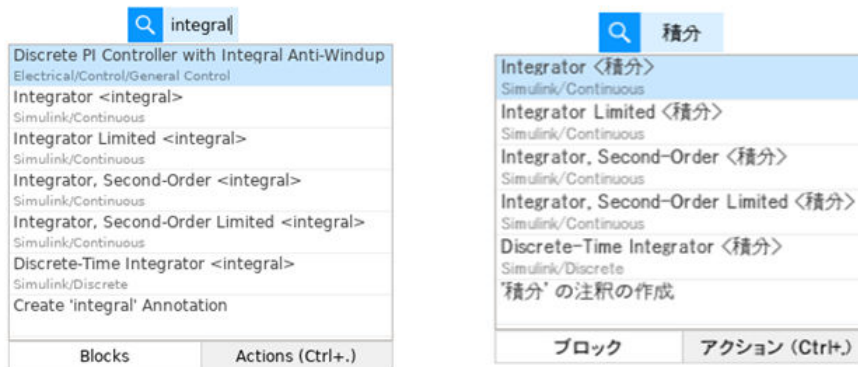 integral
Discrete PI Controller with Integral Anti-Windup
Electrical/Control/General Control
Integrator <integral>
Simulink/Continuous
Integrator Limited <integral>
Simulink/Continuous
Integrator, Second-Order <integral>
Simulink/Continuous
Integrator, Second-Order Limited <integral>
Simulink/Continuous
Discrete-Time Integrator <integral>
Simulink/Discrete
Create 'integral' Annotation
Blocks
Actions (Ctrl+.)
積分
Integrator <積分>
Simulink/Continuous
Integrator Limited <積分>
Simulink/Continuous
Integrator, Second-Order <積分>
Simulink/Continuous
Integrator, Second-Order Limited <積分>
Simulink/Continuous
Discrete-Time Integrator <積分>
Simulink/Discrete
'積分' の注釈の作成
ブロック
アクション (Ctrl+.)